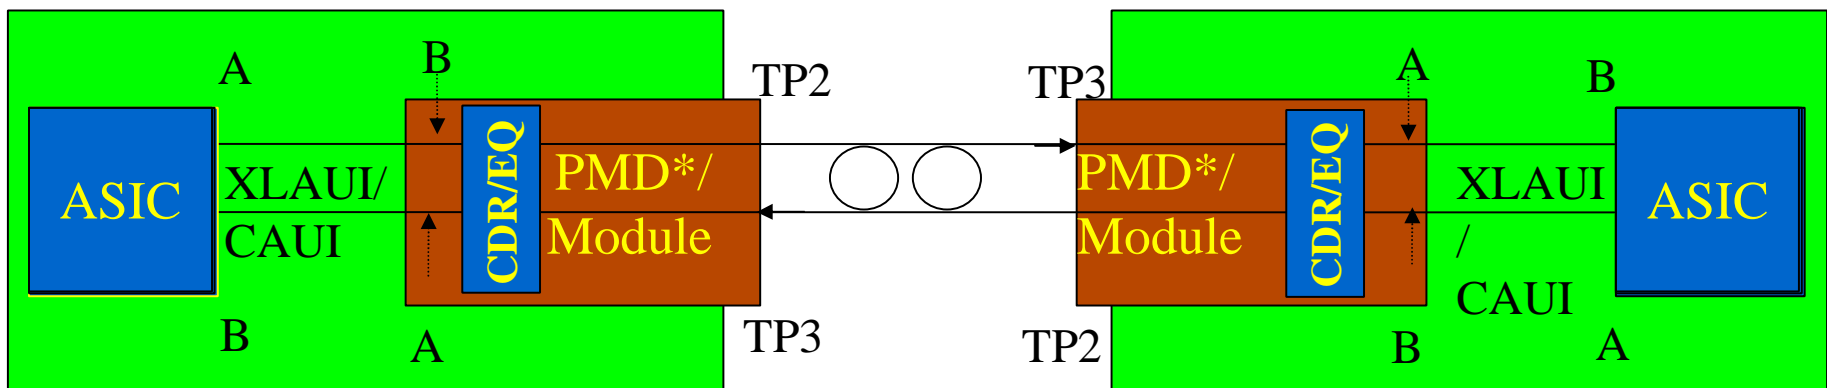 A
B
TP2
TP3
A
B
ASIC
XLAUI/
CAUI
CDR/EQ
PMD*/
Module
PMD*/
Module
CDR/EQ
XLAUI
/
CAUI
ASIC
B
A
TP3
TP2
B
A